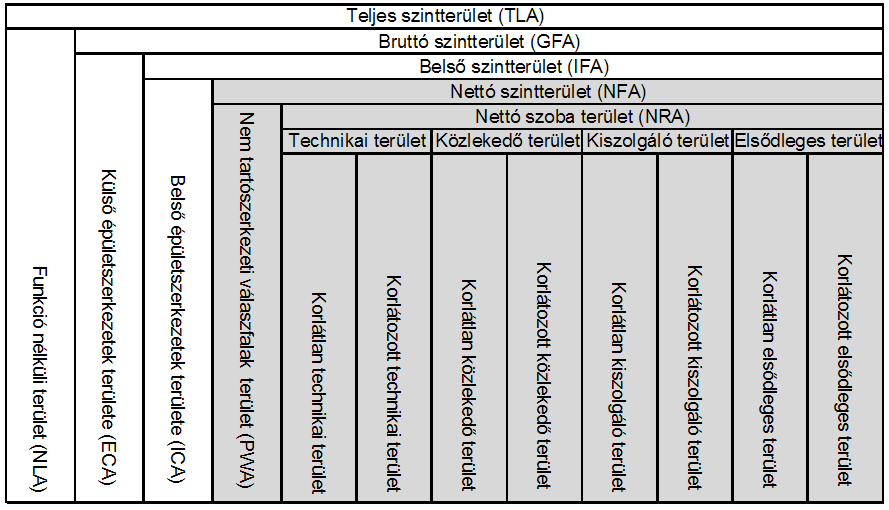 Teljes szintterület (TLA)
Bruttó szintterület (GFA)
Belső szintterület (IFA)
Nettó szintterület (NFA)
Nettó szoba terület (NRA)
Technikai terület
Közlekedő terület
Kiszolgáló terület
Elsődleges terület
Funkció nélküli terület (NLA)
Külső épületszerkezetek területe (ECA)
Belső épületszerkezetek területe (ICA)
Nem tartószerkezeti válaszfalak terület (PWA)
Korlátlan technikai terület
Korlátozott technikai terület
Korlátlan közlekedő terület
Korlátozott közlekedő terület
Korlátlan kiszolgáló terület
Korlátozott kiszolgáló terület
Korlátlan elsődleges terület
Korlátozott elsődleges terület